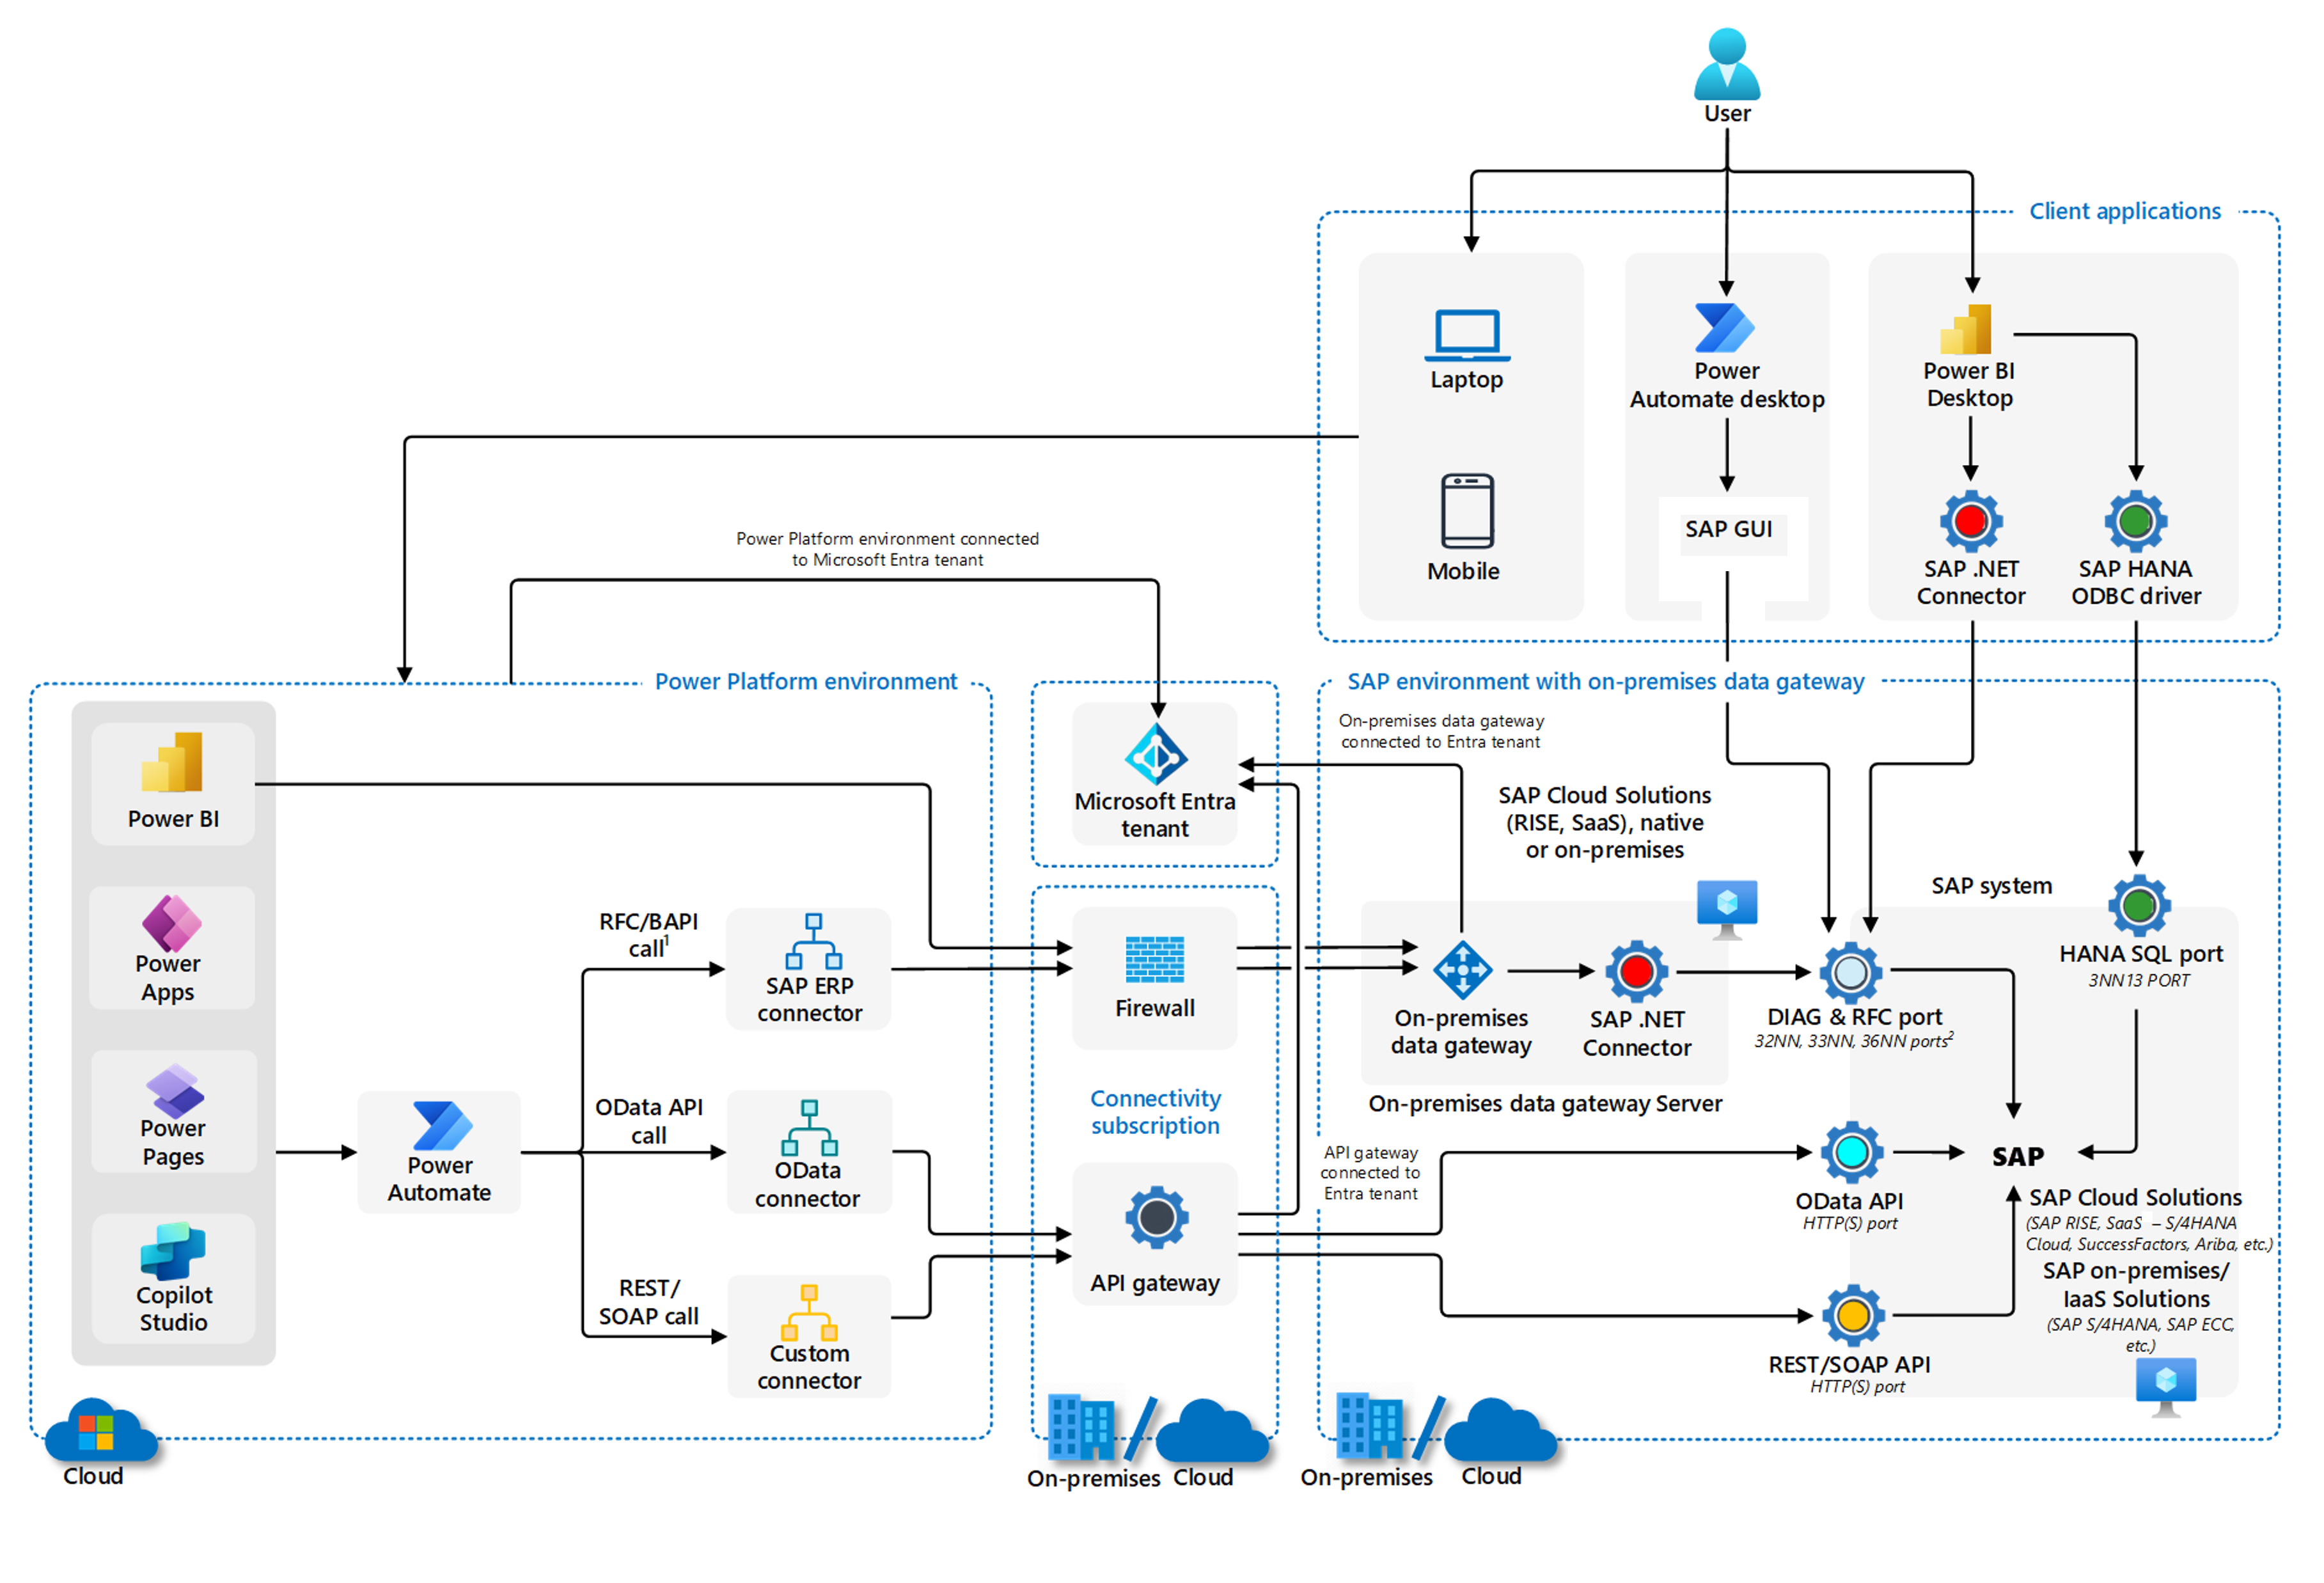 User
Client applications
Laptop
Mobile
Power
Automate desktop
SAP GUI
Power BI
Desktop
SAP .NET
Connector
SAP HANA
ODBC driver
Power Platform environment connected
to Microsoft Entra tenant
Power Platform environment
Power BI
Power
Apps
Power
Pages
Copilot
Studio
Power
Automate
RFC/BAPI
call1
OData API
call
REST/
SOAP call
SAP ERP
connector
OData
connector
Custom
connector
Cloud
Microsoft Entra
tenant
Firewall
Connectivity
subscription
API gateway
On-premises
Cloud
SAP environment with on-premises data gateway
On-premises data gateway
connected to Entra tenant
SAP Cloud Solutions
(RISE, SaaS), native
or on-premises
On-premises
data gateway
SAP .NET
Connector
On-premises data gateway Server
API gateway
connected to
Entra tenant
SAP system
DIAG & RFC port
32NN, 33NN, 36NN ports2
HANA SQL port
3NN13 PORT
OData API
HTTP(S) port
REST/SOAP API
HTTP(S) port
SAP
SAP Cloud Solutions
(SAP RISE, SaaS – S/4HANA
Cloud, SuccessFactors, Ariba, etc.)
SAP on-premises/
IaaS Solutions
(SAP S/4HANA, SAP ECC,
etc.)
On-premises
Cloud